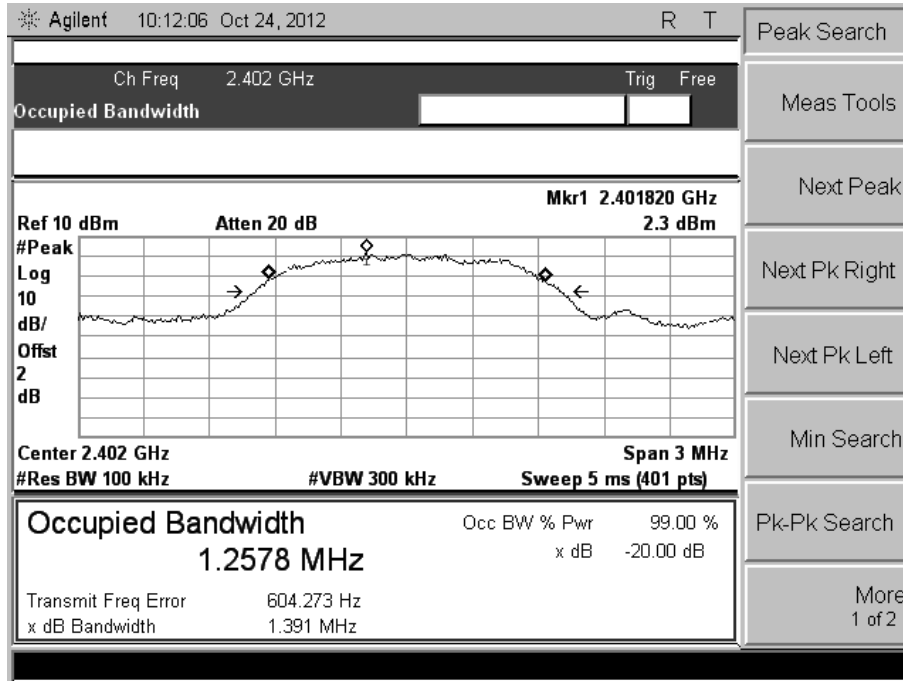 Agilent 10:12:06 Oct 24, 2012 R T
Peak Search
Ch Freq 2.402 GHz Trig Free
Occupied Bandwidth
Meas Tools
Next Peak
Mkr1 2.401820 GHz
Ref 10 dBm Atten 20 dB 2.3 dBm
#Peak
Log
10
dB/
Offst
2
dB
Next Pk Right
Next Pk Left
Center 2.402 GHz Span 3 MHz
#Res BW 100 kHz #VBW 300 kHz Sweep 5 ms (401 pts)
Min Search
Occupied Bandwidth Occ BW % Pwr 99.00 %
1.2578 MHz x dB -20.00 dB
Pk-Pk Search
Transmit Freq Error 604.273 Hz
x dB Bandwidth 1.391 MHz
More
1 of 2